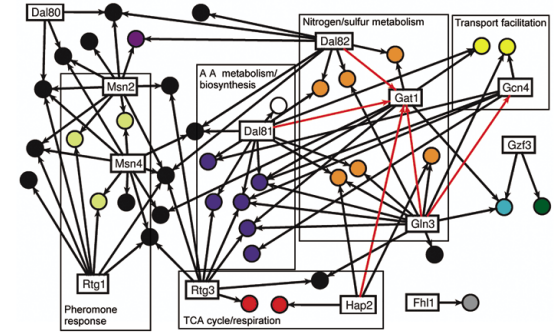 Dal80
Nitrogen/sulfur metabolism
Transport facilitation
Dal82
Msn2
A A metabolism/
biosynthesis
Gat1
Gcn4
Dal81
Gzf3
Msn4
Gln3
Rtg1
Rtg3
Hap2
Fhl1
Pheromone
response
TCA cycle/respiration